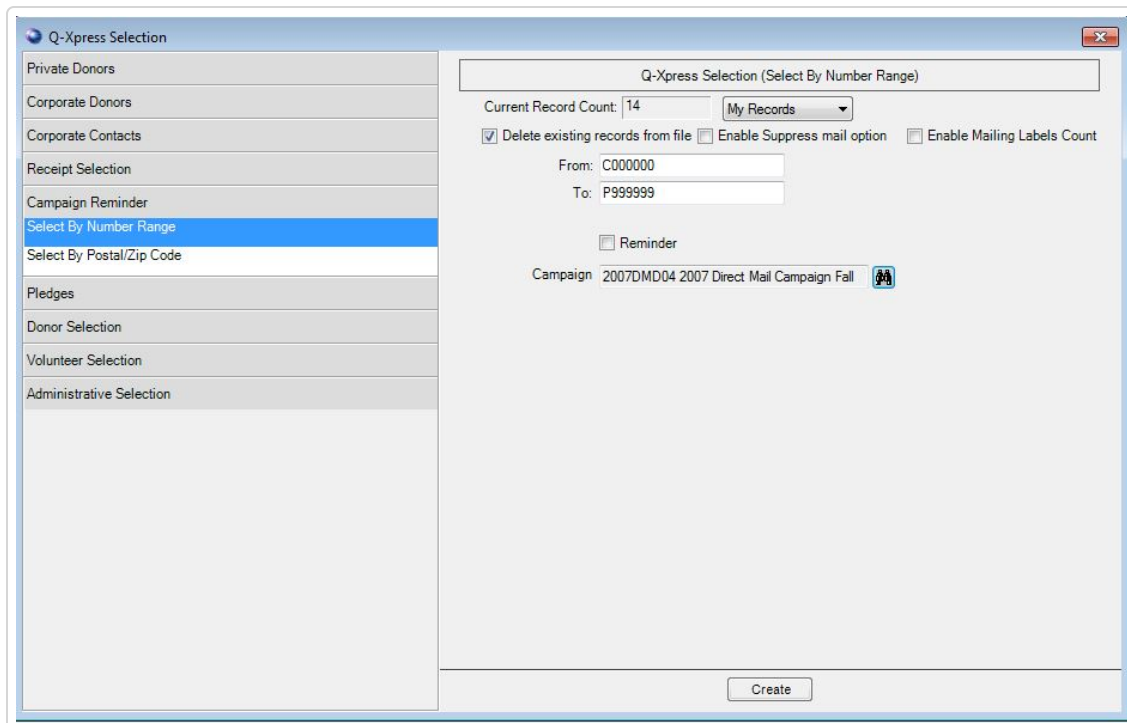 Q-Xpress Selection
Private Donors
Corporate Donors
Corporate Contacts
Receipt Selection
Campaign Reminder
Select By Number Range
Select By Postal/Zip Code
Pledges
Donor Selection
Volunteer Selection
Administrative Selection
Q-Xpress Selection (Select By Number Range)
Current Record Count: 14 My Records
Delete existing records from file Enable Suppress mail option Enable Mailing Labels Count
From: C000000
To: P999999
Reminder
Campaign 2007DMD04 2007 Direct Mail Campaign Fall
Create